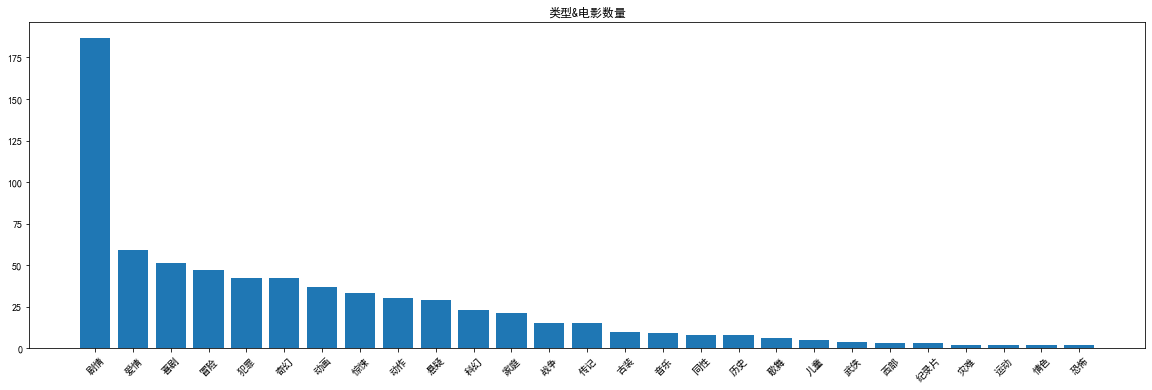 类型&电影数量
175
150
125
100
75
50
25
0
剧情
爱情
喜剧
冒险
犯罪
奇幻
动画
惊悚
动作
悬疑
科幻
家庭
战争
传记
古装
音乐
同性
历史
歌舞
儿童
武侠
西部
纪录片
灾难
运动
情色
恐怖